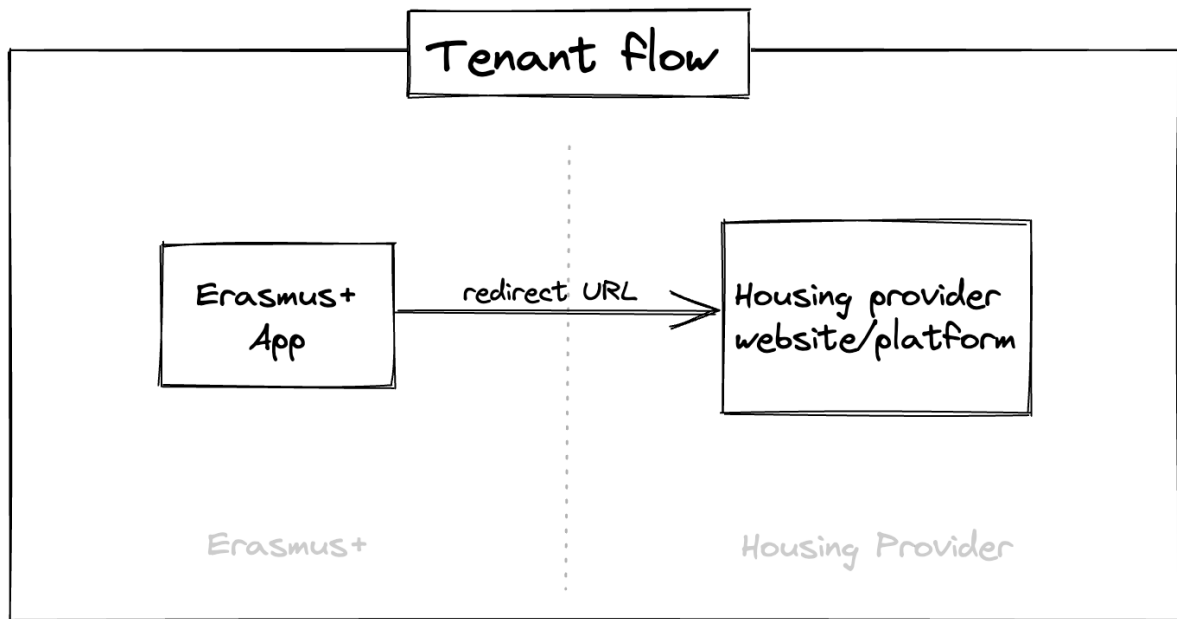 Tenant flow
Erasmus+
App
redirect URL
Housing provider
website/platform
Erasmus+
Housing Provider